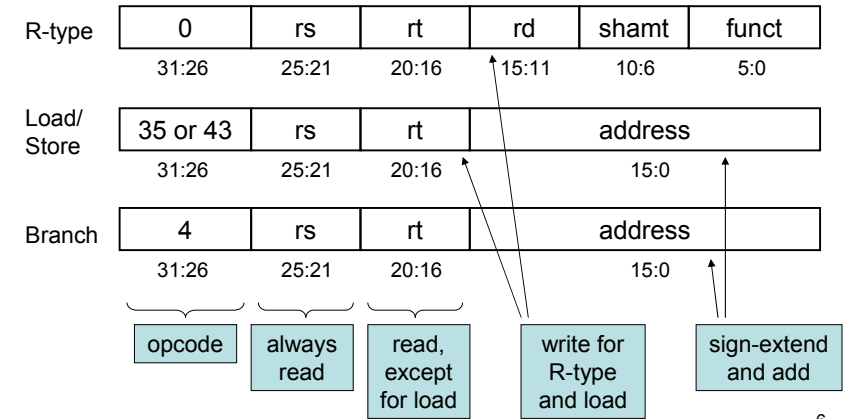 R-type 0 rs rt rd shamt funct
31:26 25:21 20:16 15:11 10:6 5:0
Load/
Store 35 or 43 rs rt address
31:26 25:21 20:16 15:0
Branch 4 rs rt address
31:26 25:21 20:16 15:0
opcode
always
read
read,
except
for load
write for
R-type
and load
sign-extend
and add